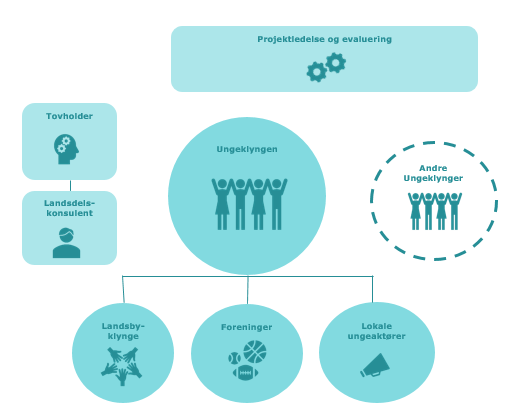 Projektledelse og evaluering
Tovholder
Ungeklyngen
Andre
Ungeklynger
Landsdels-
konsulent
Landsby-
klynge
Foreninger
Lokale
ungeaktører